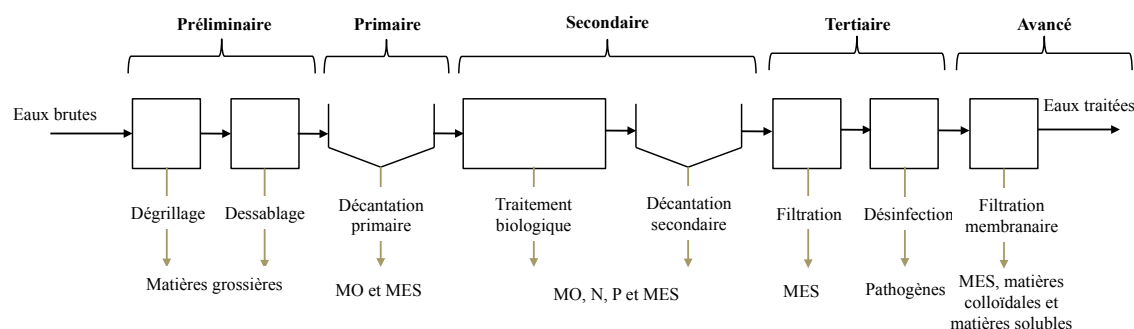 Préliminaire
Primaire
Secondaire
Tertiaire
Avancé
Eaux brutes
Eaux traitées
Dégrillage
Dessablage
Décantation
primaire
Traitement
biologique
Décantation
secondaire
Filtration
Désinfection
Filtration
membranaire
Matières grossières
MO et MES
MO, N, P et MES
MES
Pathogènes
MES, matières
colloïdales et
matières solubles